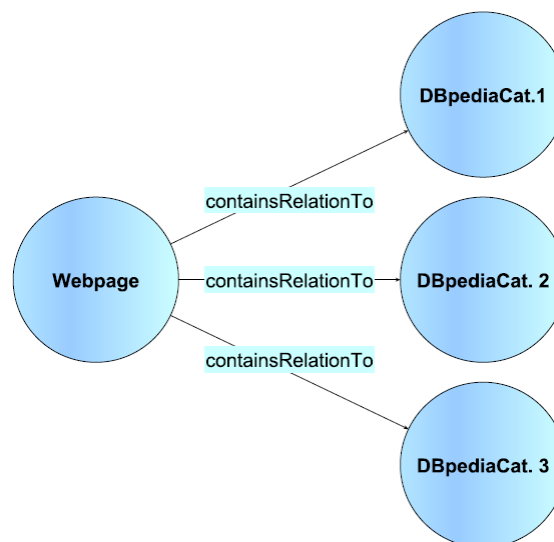 DBpediaCat.1
containsRelationTo
Webpage
containsRelationTo
DBpediaCat. 2
containsRelationTo
DBpediaCat. 3